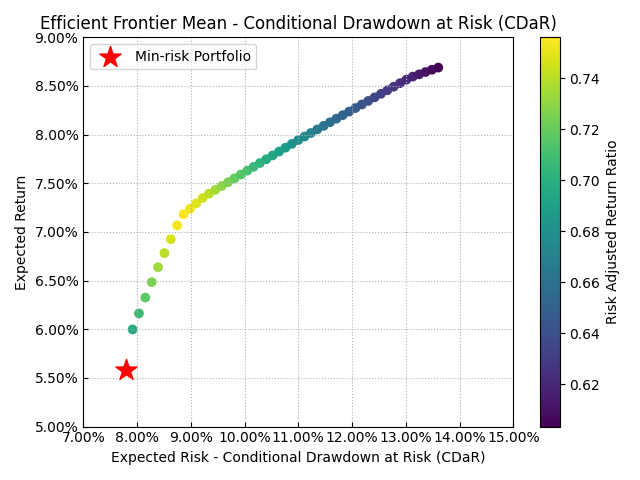 Efficient Frontier Mean - Conditional Drawdown at Risk (CDaR)
Min-risk Portfolio
9.00%
8.50%
8.00%
7.50%
7.00%
6.50%
6.00%
5.50%
5.00%
Expected Return
7.00% 8.00% 9.00% 10.00% 11.00% 12.00% 13.00% 14.00% 15.00%
Expected Risk - Conditional Drawdown at Risk (CDaR)
0.74
0.72
0.70
0.68
0.66
0.64
0.62
Risk Adjusted Return Ratio